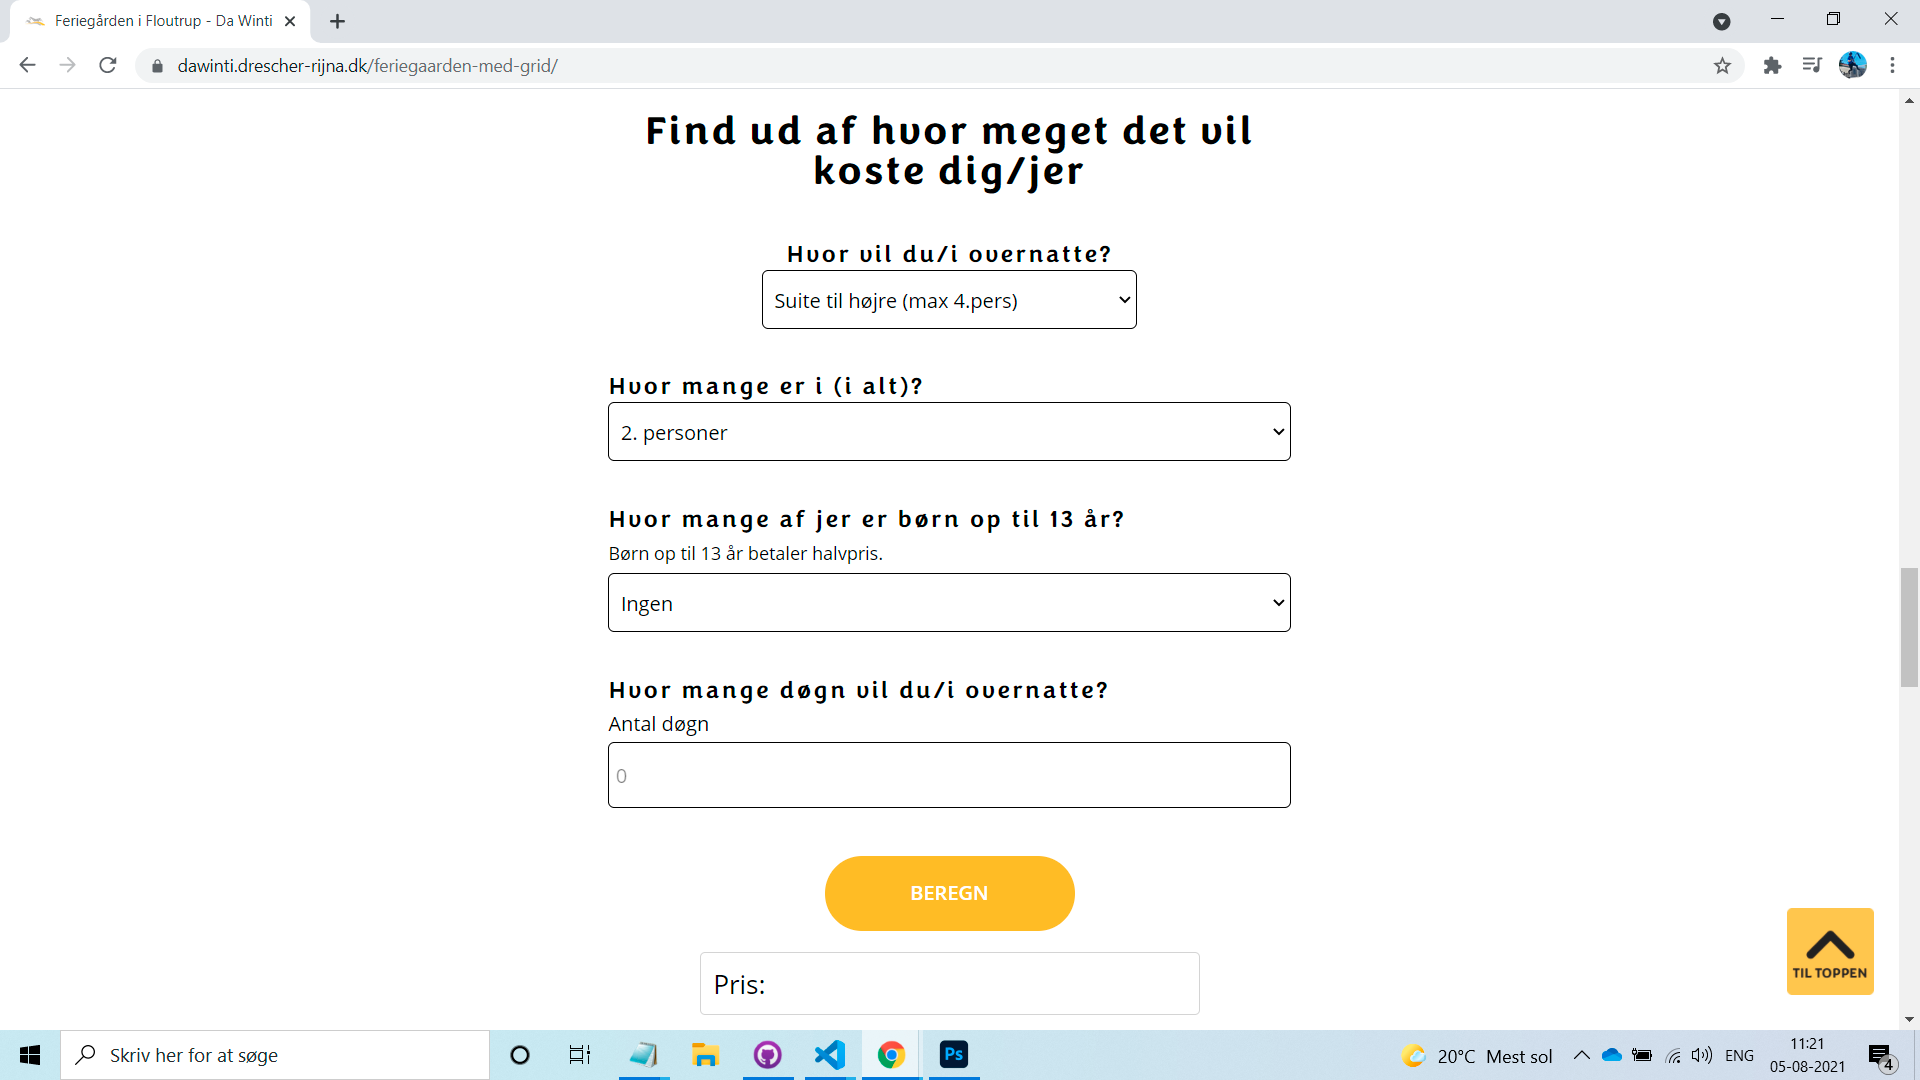 Feriegården i Floutrup - Da Winti
dawinti.drescher-rijna.dk/feriegaarden-med-grid/
Find ud af hvor meget det vil
koste dig/jer
Hvor vil du/i overnatte?
Suite til højre (max 4.pers)
Hvor mange er i (i alt)?
2. personer
Hvor mange af jer er børn op til 13 år?
Børn op til 13 år betaler halvpris.
Ingen
Hvor mange døgn vil du/i overnatte?
Antal døgn
0
BEREGN
TIL TOPPEN
Pris:
Skriv her for at søge
Ps
20°C Mest sol
ENG
11:21
05-08-2021
4